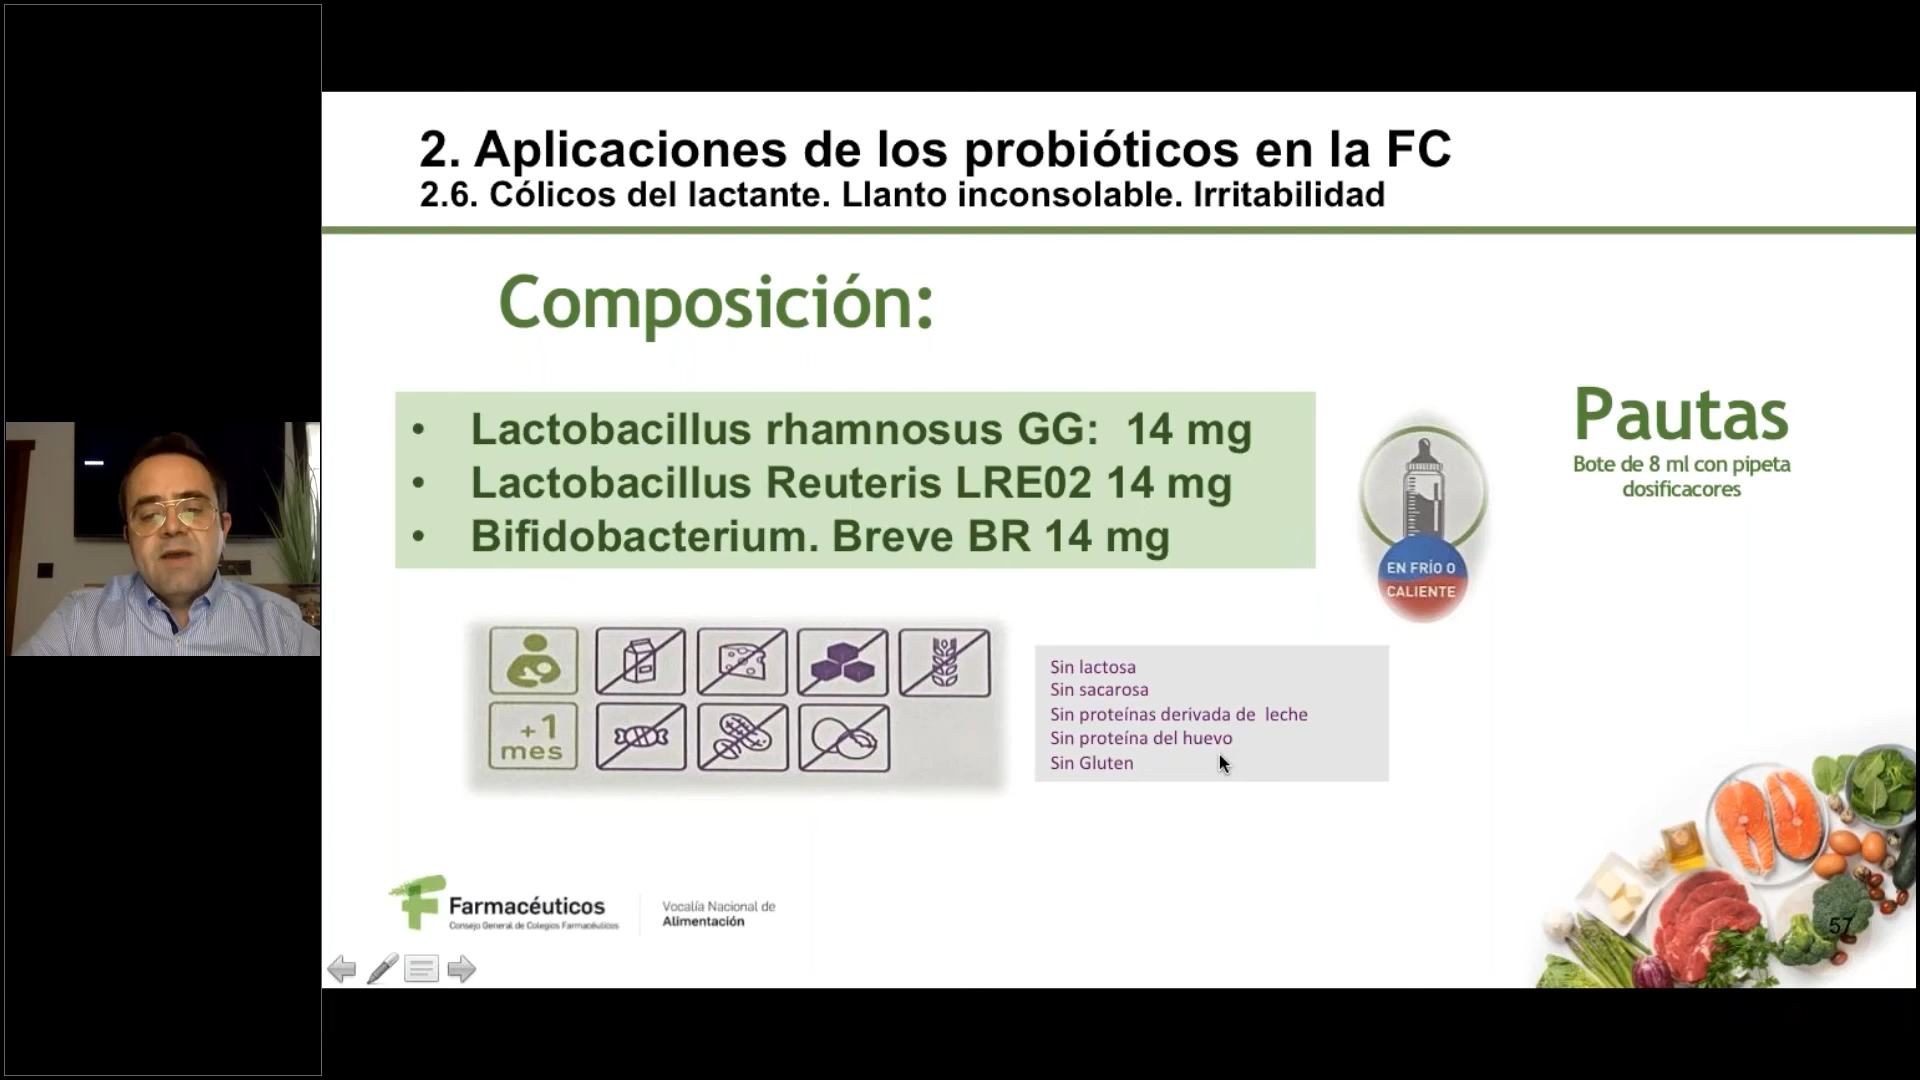 2. Aplicaciones de los probióticos en la FC
2.6. Cólicos del lactante. Llanto inconsolable. Irritabilidad
Composición:
• Lactobacillus rhamnosus GG: 14 mg
• Lactobacillus Reuteris LRE02 14 mg
• Bifidobacterium. Breve BR 14 mg
EN FRÍO O
CALIENTE
Pautas
Bote de 8 ml con pipeta
dosificacores
+1
mes
Sin lactosa
Sin sacarosa
Sin proteínas derivada de leche
Sin proteína del huevo
Sin Gluten
Farmacéuticos
Consejo General de Colegios Farmacéuticos
Vocalía Nacional de
Alimentación
57